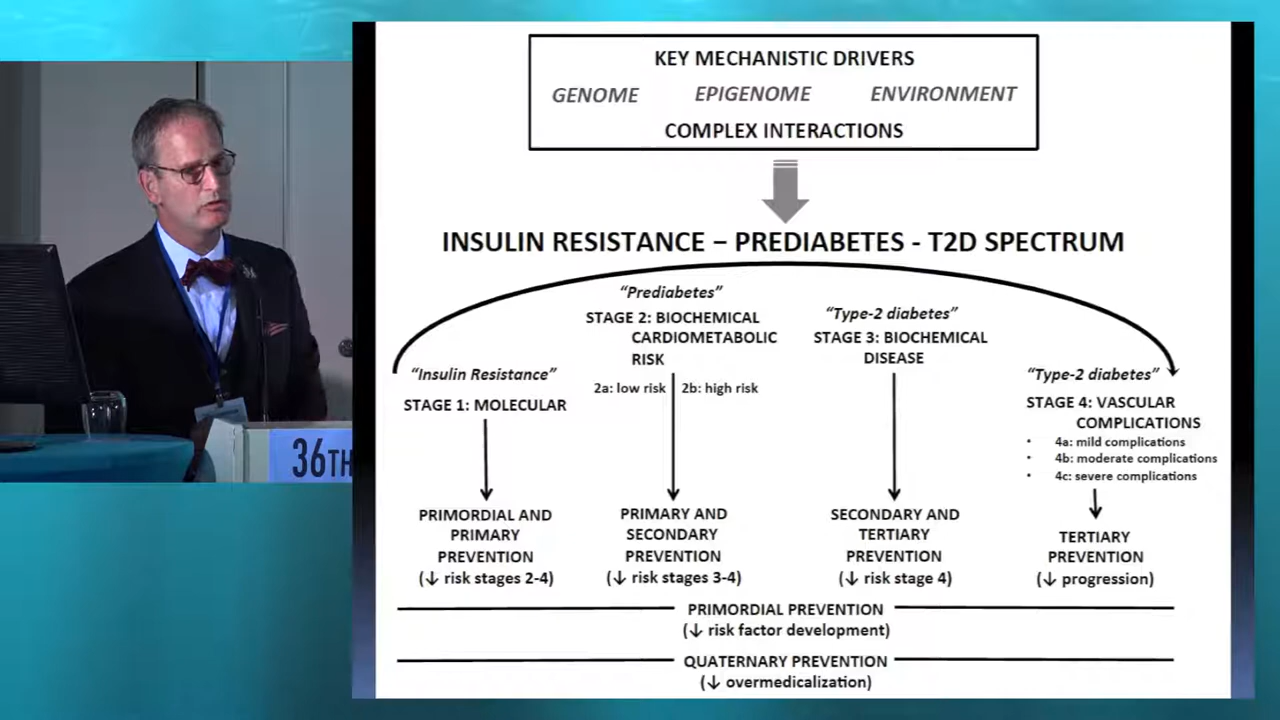 KEY MECHANISTIC DRIVERS
GENOME EPIGENOME ENVIRONMENT
COMPLEX INTERACTIONS
INSULIN RESISTANCE – PREDIABETES - T2D SPECTRUM
"Insulin Resistance"
STAGE 1: MOLECULAR
PRIMORDIAL AND
PRIMARY
PREVENTION
(↓ risk stages 2-4)
"Prediabetes"
STAGE 2: BIOCHEMICAL
CARDIOMETABOLIC
RISK
2a: low risk 2b: high risk
PRIMARY AND
SECONDARY
PREVENTION
(↓ risk stages 3-4)
"Type-2 diabetes"
STAGE 3: BIOCHEMICAL
DISEASE
SECONDARY AND
TERTIARY
PREVENTION
(↓ risk stage 4)
"Type-2 diabetes"
STAGE 4: VASCULAR
COMPLICATIONS
• 4a: mild complications
• 4b: moderate complications
• 4c: severe complications
TERTIARY
PREVENTION
(↓ progression)
PRIMORDIAL PREVENTION
(↓ risk factor development)
QUATERNARY PREVENTION
(↓ overmedicalization)
36TH